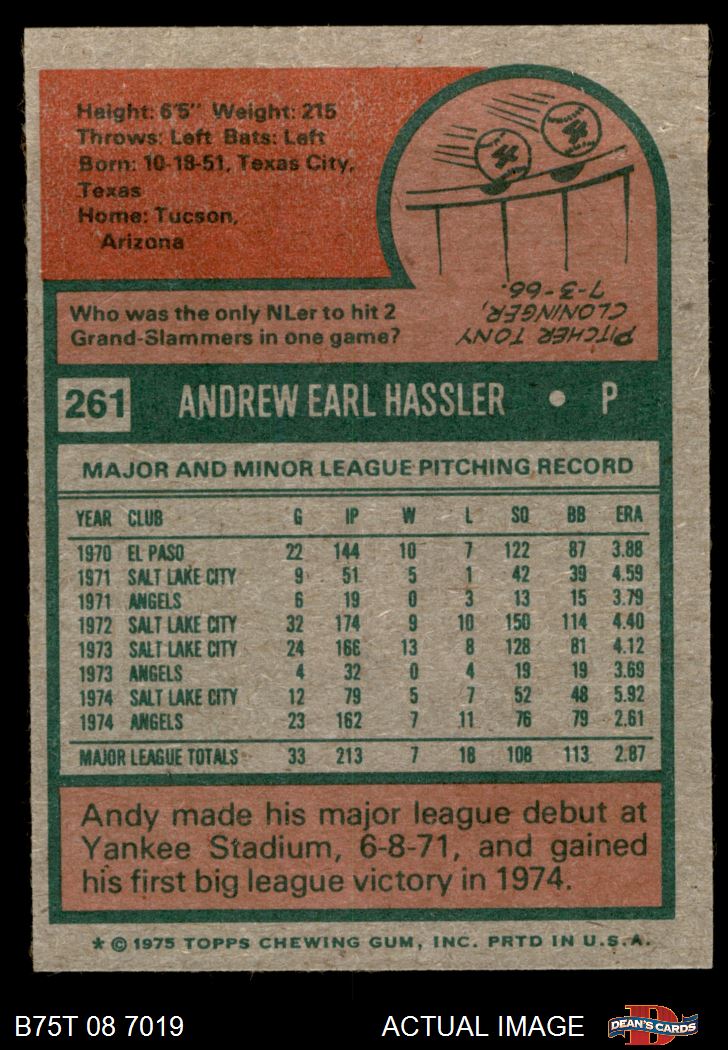 Height: 6'5" Weight: 215
Throws: Left Bats: Left
Born: 10-18-51, Texas City,
Texas
Home: Tucson,
Arizona
Who was the only NLer to hit 2
Grand-Slammers in one game?
PITCHER TONY
CLONINGER,
7-3-66.
261 ANDREW EARL HASSLER • P
MAJOR AND MINOR LEAGUE PITCHING RECORD
YEAR CLUB G IP W L SO BB ERA
1970 EL PASO 22 144 10 7 122 87 3.88
1971 SALT LAKE CITY 9 51 5 1 42 39 4.59
1971 ANGELS 6 19 0 3 13 15 3.79
1972 SALT LAKE CITY 32 174 9 10 150 114 4.40
1973 SALT LAKE CITY 24 166 13 8 128 81 4.12
1973 ANGELS 4 32 0 4 19 19 3.69
1974 SALT LAKE CITY 12 79 5 7 52 48 5.92
1974 ANGELS 23 162 7 11 76 79 2.61
MAJOR LEAGUE TOTALS 33 213 7 18 108 113 2.87
Andy made his major league debut at
Yankee Stadium, 6-8-71, and gained
his first big league victory in 1974.
* © 1975 TOPPS CHEWING GUM, INC. PRTD IN U.S.A.
B75T 08 7019 ACTUAL IMAGE D DEAN'S CARDS